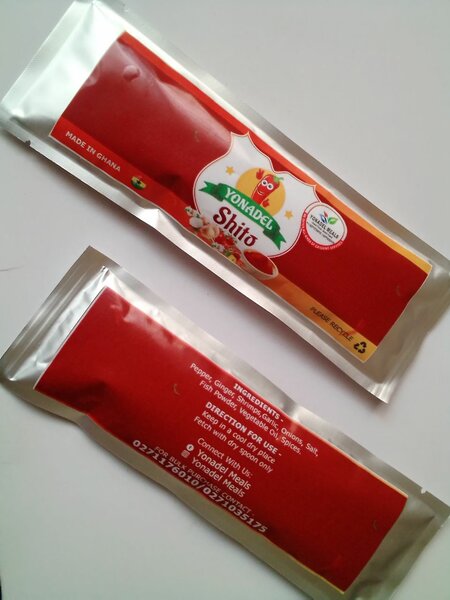 MADE IN GHANA
YONADEL
Shito
YONADEL MEALS
PLEASE RECYCLE
INGREDIENTS -
Pepper, Ginger, Shrimps,Garlic, Onions, Salt,
Fish Powder, Vegetable Oil, Spices.
DIRECTION FOR USE -
Keep in a cool dry place
Fetch with dry spoon only
Connect With Us:
Yonadel Meals
Yonadel Meals
FOR BULK PURCHASE CONTACT -
0271176010/0271035175